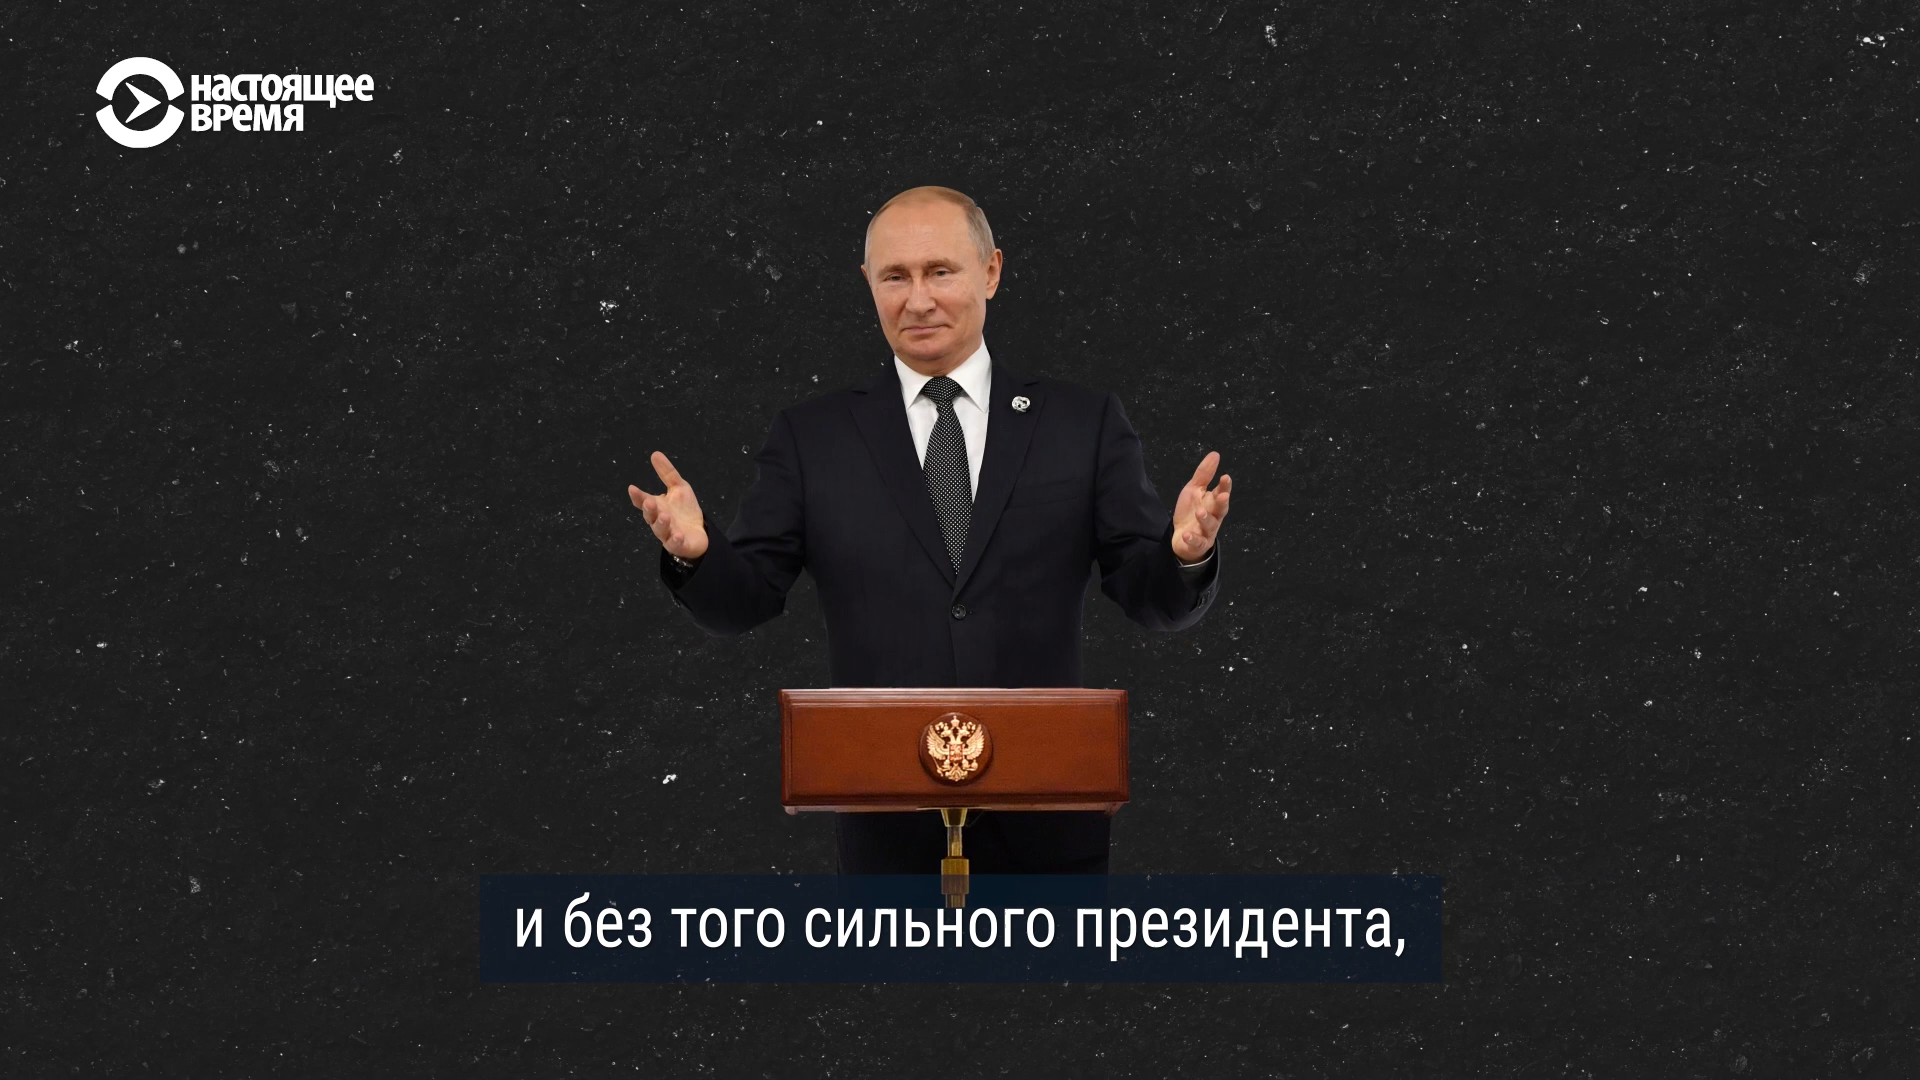 НАСТОЯЩЕЕ
ВРЕМЯ
и без того сильного президента,